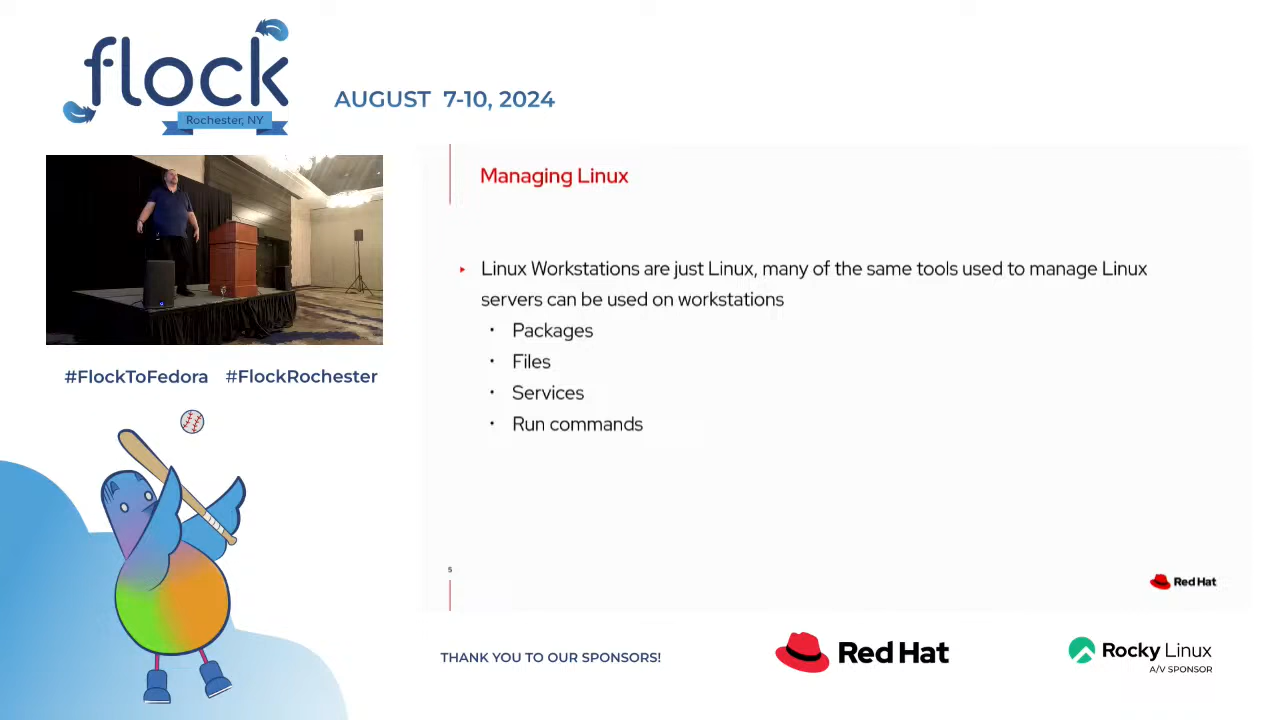 flock
Rochester, NY
AUGUST 7-10, 2024
Managing Linux
Linux Workstations are just Linux, many of the same tools used to manage Linux
servers can be used on workstations
Packages
Files
Services
Run commands
5
Red Hat
#FlockToFedora #FlockRochester
THANK YOU TO OUR SPONSORS!
Red Hat
Rocky Linux
A/V SPONSOR